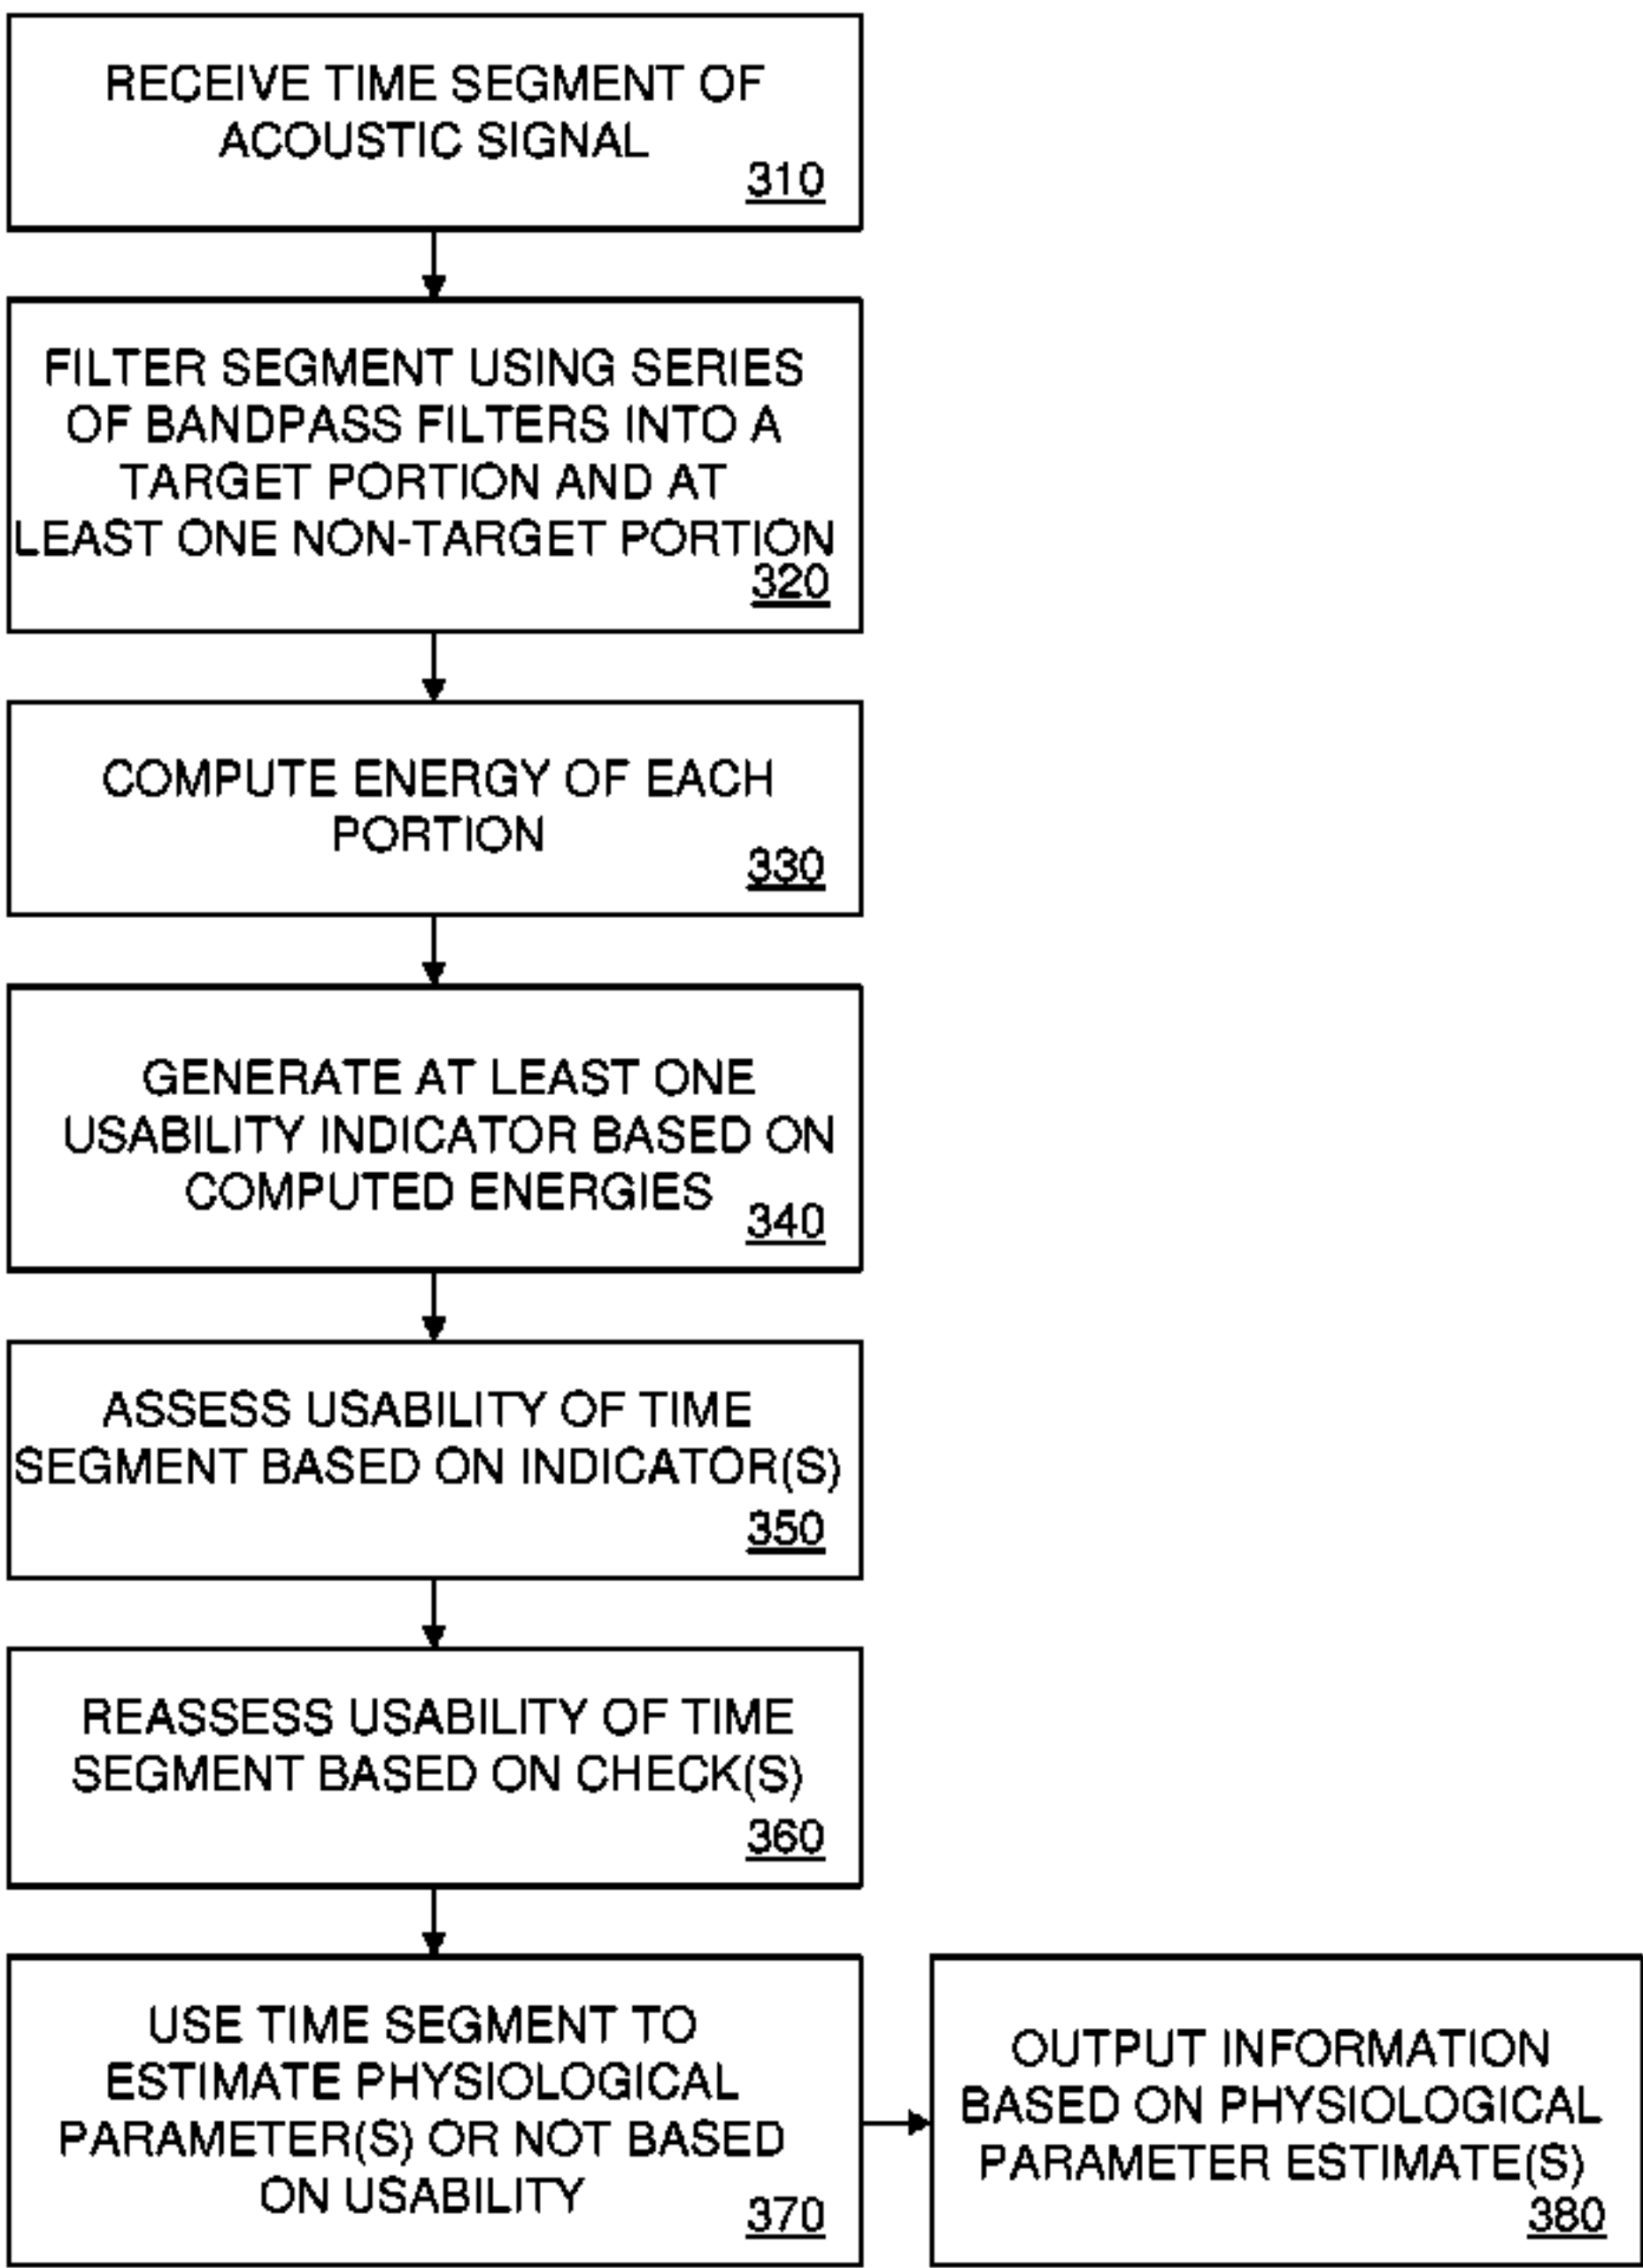 RECEIVE TIME SEGMENT OF
ACOUSTIC SIGNAL
310
FILTER SEGMENT USING SERIES
OF BANDPASS FILTERS INTO A
TARGET PORTION AND AT
LEAST ONE NON-TARGET PORTION
320
COMPUTE ENERGY OF EACH
PORTION
330
GENERATE AT LEAST ONE
USABILITY INDICATOR BASED ON
COMPUTED ENERGIES
340
ASSESS USABILITY OF TIME
SEGMENT BASED ON INDICATOR(S)
350
REASSESS USABILITY OF TIME
SEGMENT BASED ON CHECK(S)
360
USE TIME SEGMENT TO
ESTIMATE PHYSIOLOGICAL
PARAMETER(S) OR NOT BASED
ON USABILITY
370
OUTPUT INFORMATION
BASED ON PHYSIOLOGICAL
PARAMETER ESTIMATE(S)
380